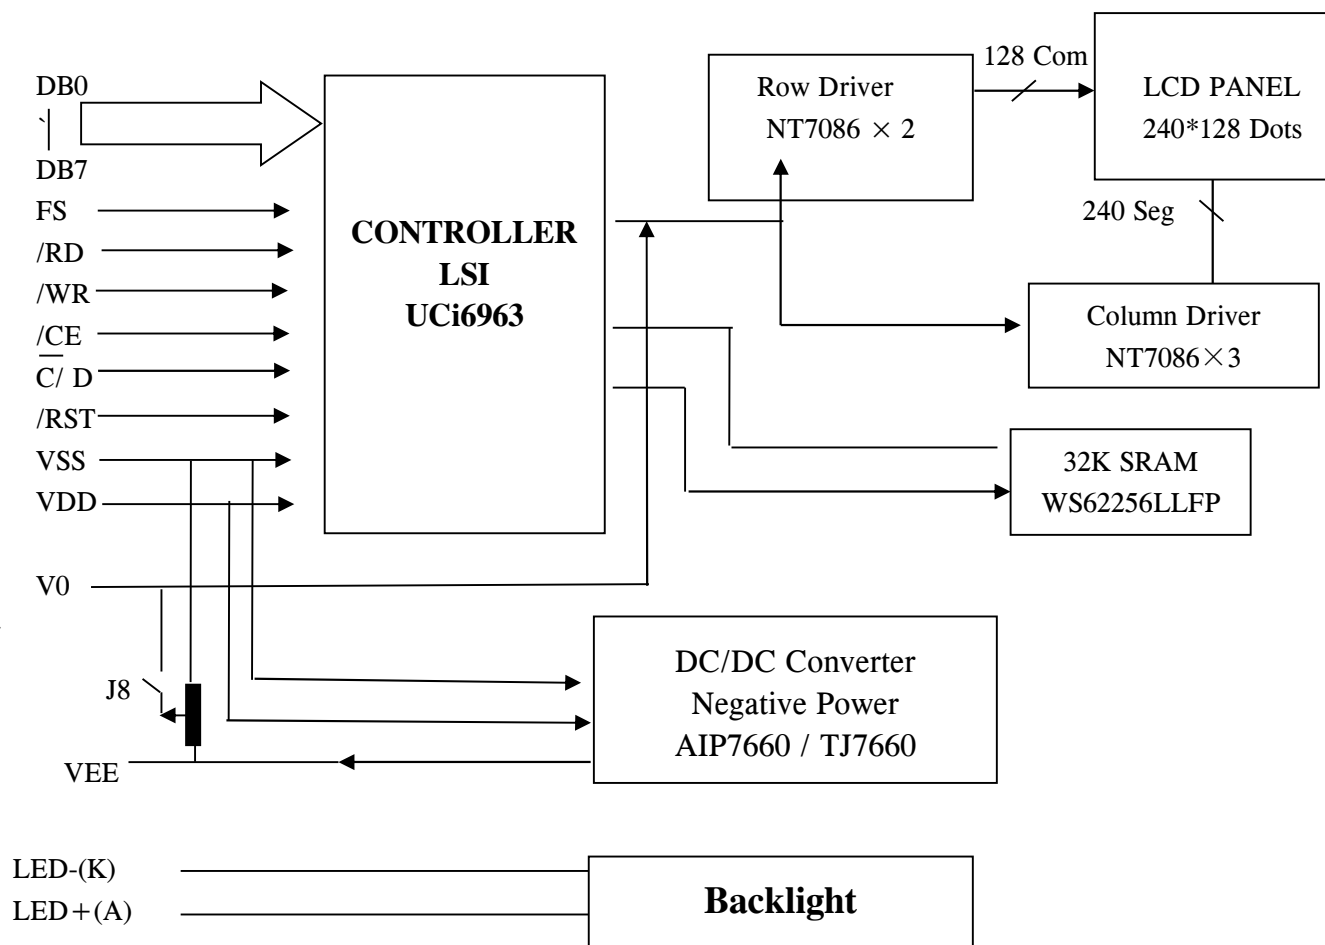 DB0
DB7
FS
/RD
/WR
/CE
C/ D
/RST
VSS
VDD
V0
J8
VEE
LED-(K)
LED+(A)
CONTROLLER
LSI
UCi6963
Row Driver
NT7086 × 2
128 Com
LCD PANEL
240*128 Dots
240 Seg
Column Driver
NT7086×3
32K SRAM
WS62256LLFP
DC/DC Converter
Negative Power
AIP7660 / TJ7660
Backlight